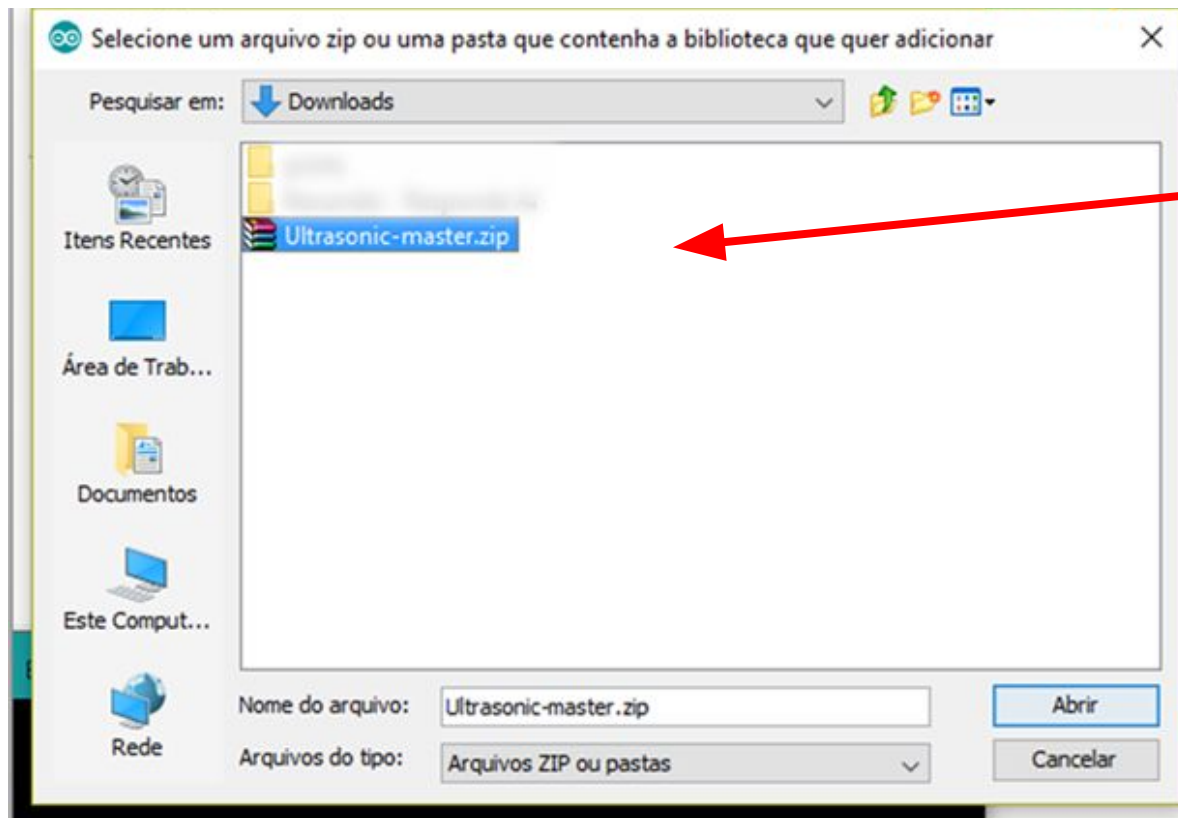 Selecione um arquivo zip ou uma pasta que contenha a biblioteca que quer adicionar
Pesquisar em: Downloads
Ultrasonic-master.zip
Itens Recentes
Área de Trab...
Documentos
Este Comput...
Rede
Nome do arquivo: Ultrasonic-master.zip Abrir
Arquivos do tipo: Arquivos ZIP ou pastas Cancelar